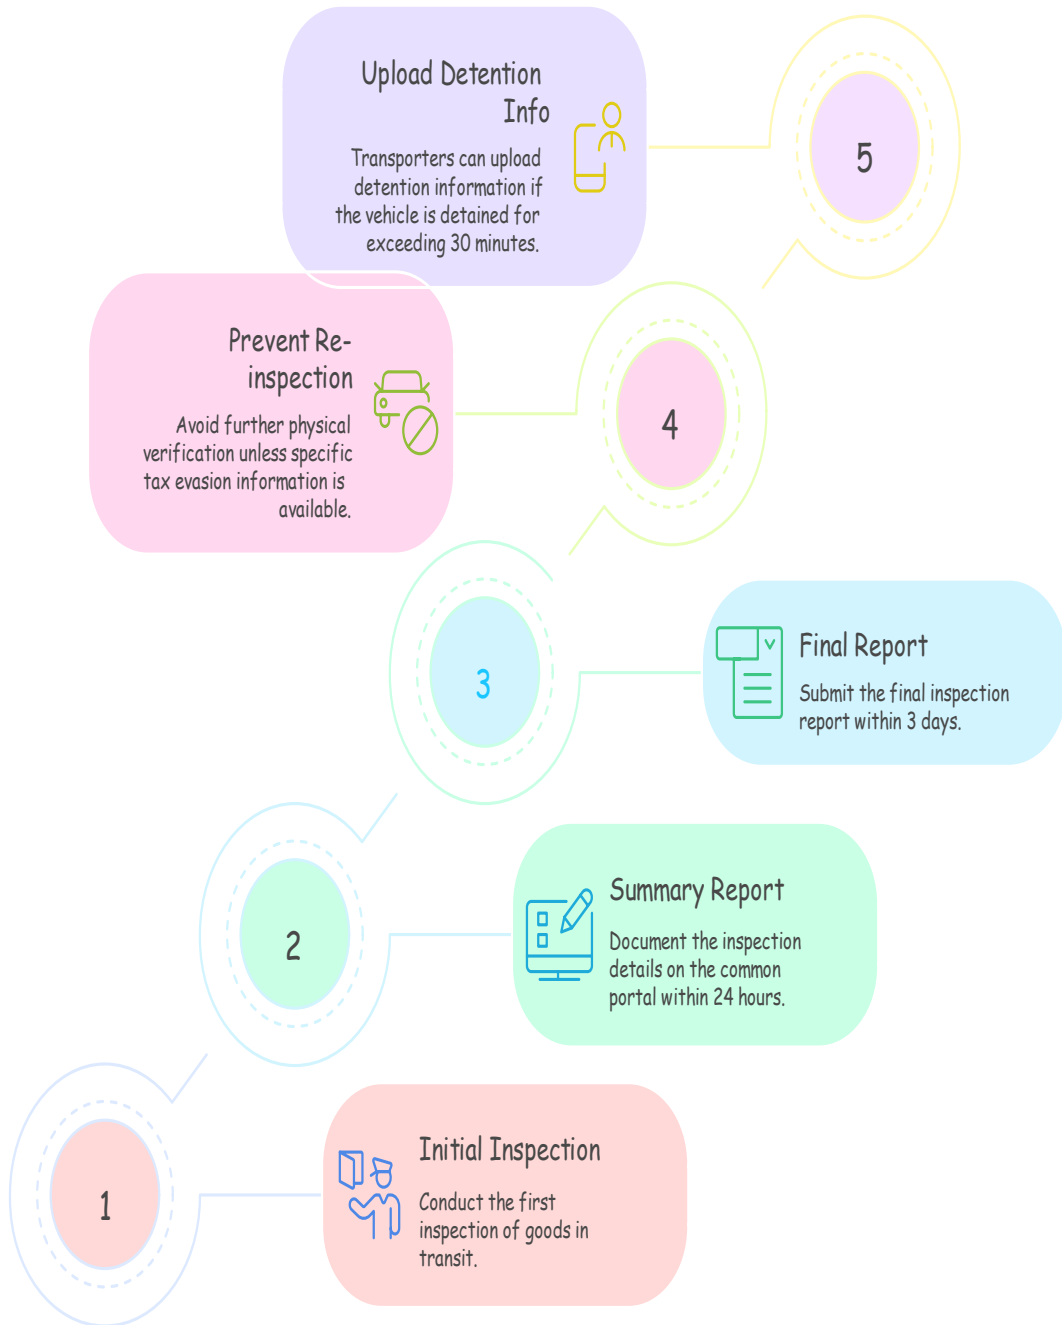 Upload Detention
Info
Transporters can upload
detention information if
the vehicle is detained for
exceeding 30 minutes.
5
Prevent Re-
inspection
Avoid further physical
verification unless specific
tax evasion information is
available.
4
3
Final Report
Submit the final inspection
report within 3 days.
2
Summary Report
Document the inspection
details on the common
portal within 24 hours.
1
Initial Inspection
Conduct the first
inspection of goods in
transit.